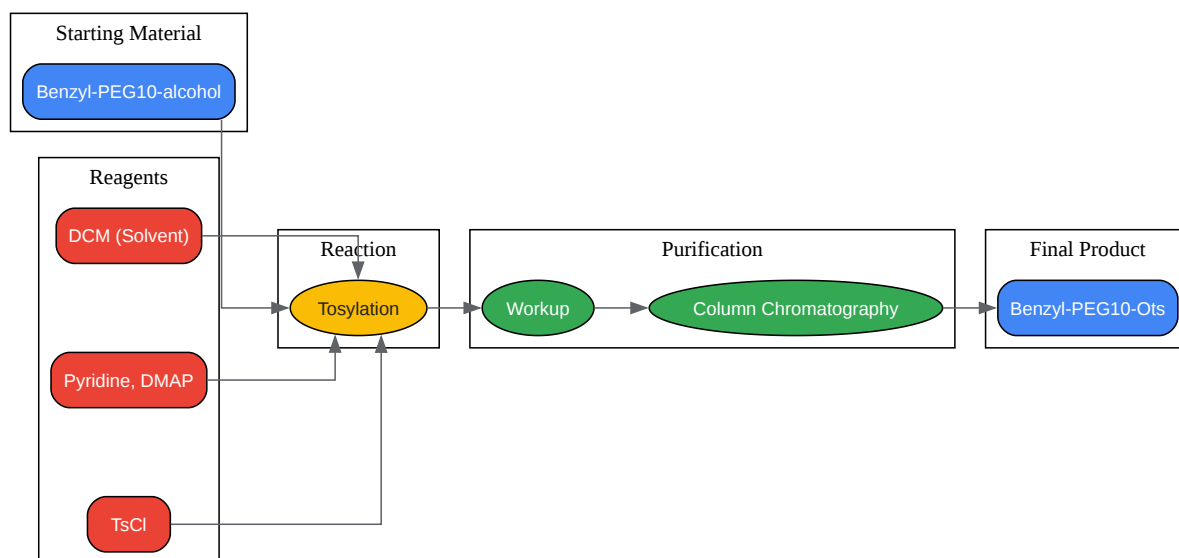 Starting Material
Benzyl-PEG10-alcohol
Reagents
DCM (Solvent)
Pyridine, DMAP
TsCl
Reaction
Tosylation
Purification
Workup
Column Chromatography
Final Product
Benzyl-PEG10-Ots